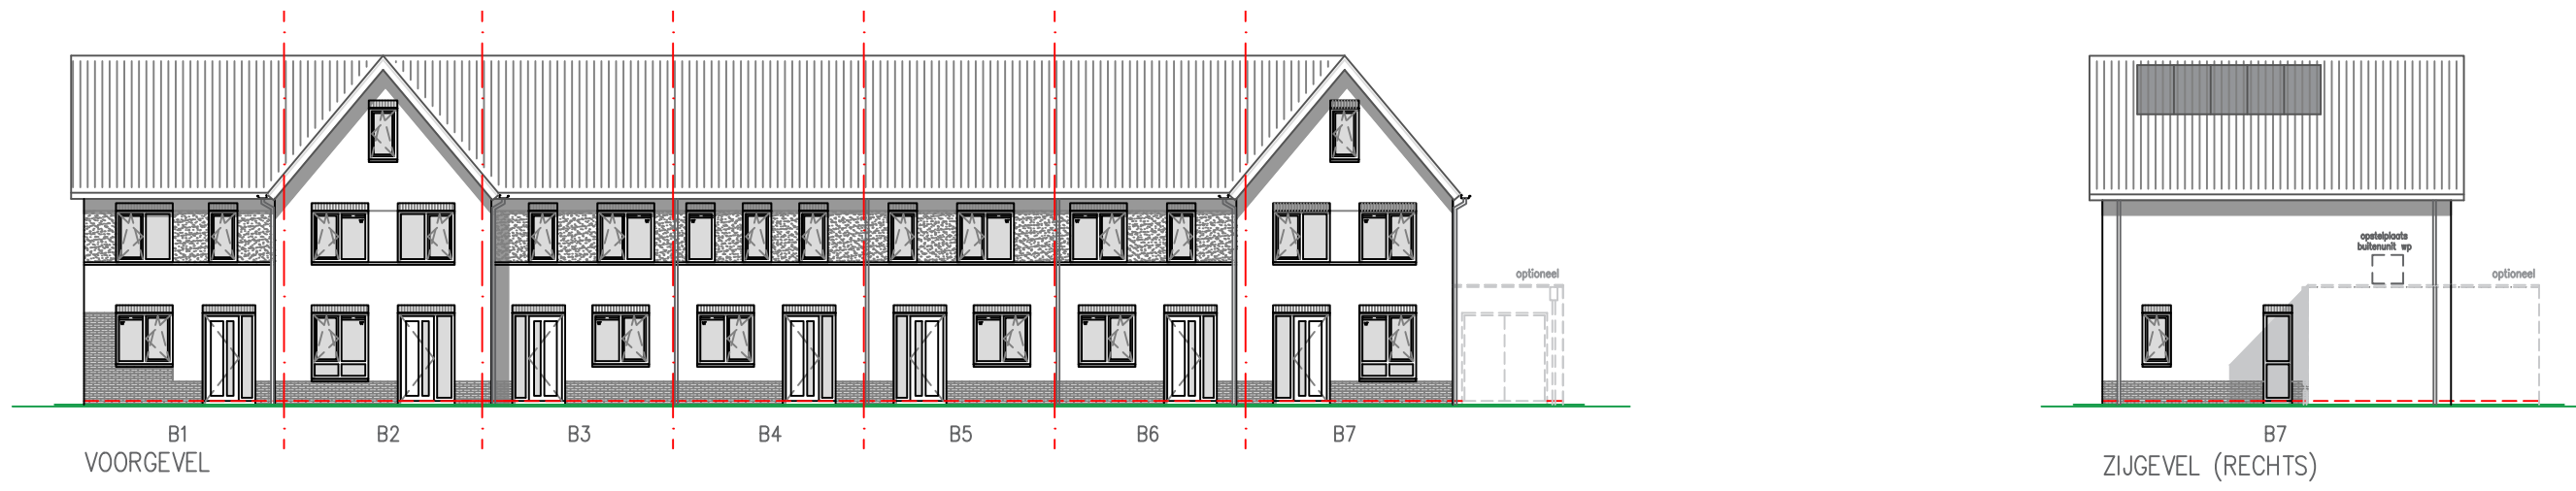 opstelplaats
buitenunit wp
optioneel
optioneel
B1 B2 B3 B4 B5 B6 B7
VOORGEVEL
B7
ZIJGEVEL (RECHTS)